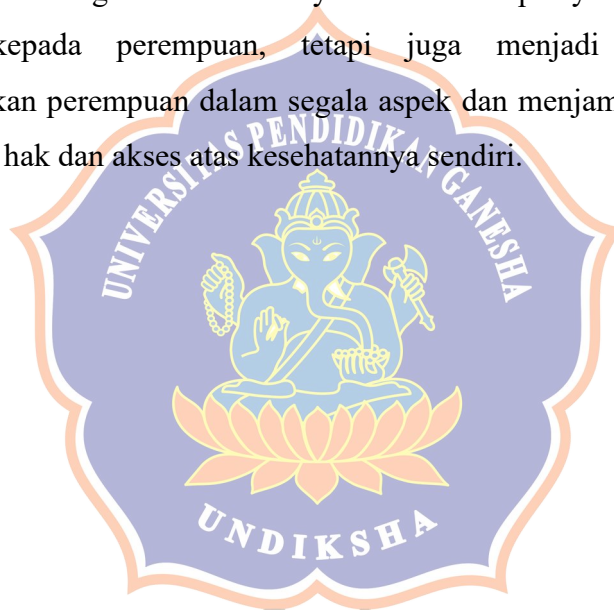 kepada perempuan, tetapi juga menjadi
kan perempuan dalam segala aspek dan menjam
hak dan akses atas kesehatannya sendiri.
UNIVERSITAS PENDIDIKAN GANESHA
UNDIKSHA